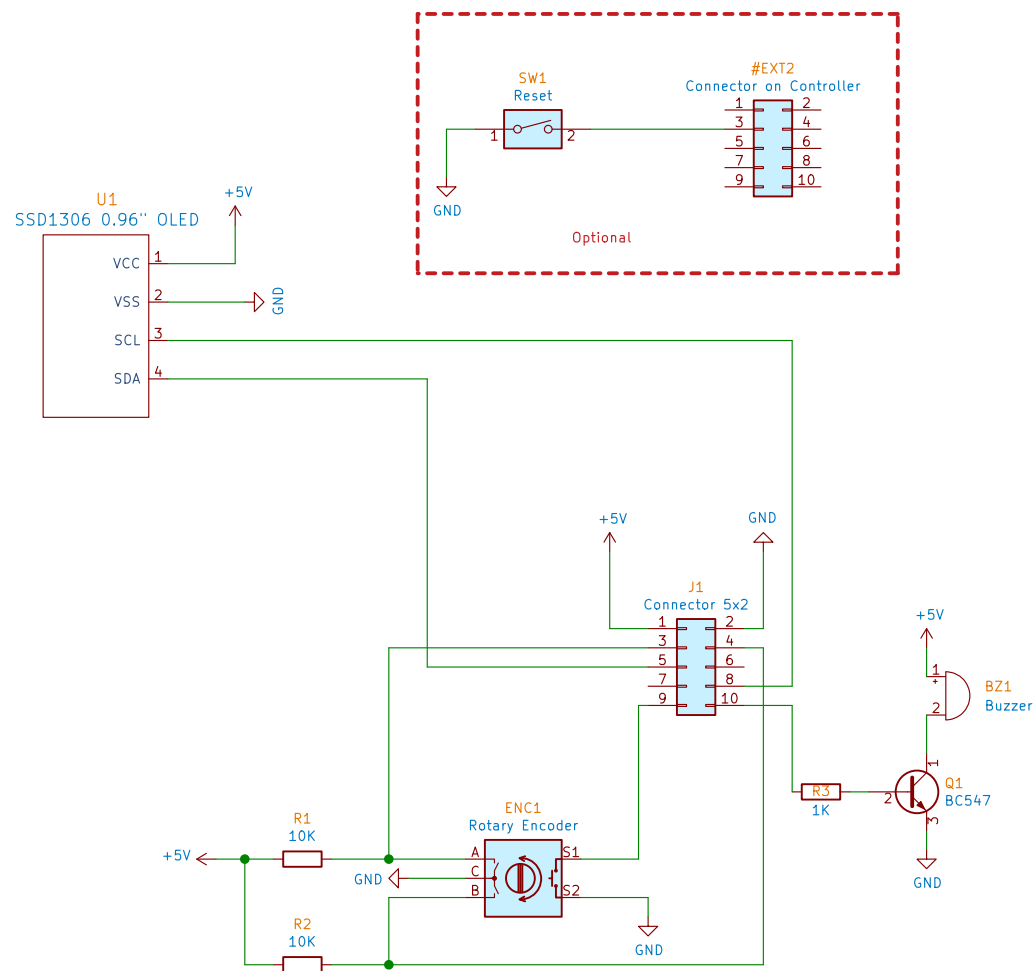 #EXT2
Connector on Controller
SW1
Reset
1 2
1 2
3 4
5 6
7 8
9 10
GND
Optional
U1
SSD1306 0.96" OLED
+5V
VCC 1
VSS 2
GND
SCL 3
SDA 4
+5V
GND
J1
Connector 5x2
1 2
3 4
5 6
7 8
9 10
+5V
1
+
2
BZ1
Buzzer
R3
1K
1
2
3
Q1
BC547
GND
ENC1
Rotary Encoder
R1
10K
+5V
A S1
GND
C
B S2
R2
10K
GND